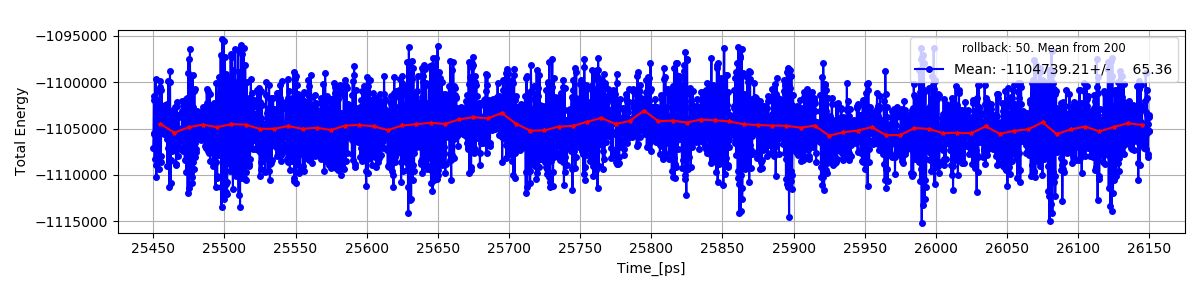 −1095000
−1100000
−1105000
−1110000
−1115000
Total Energy
rollback: 50. Mean from 200
Mean: -1104739.21+/- 65.36
25450 25500 25550 25600 25650 25700 25750 25800 25850 25900 25950 26000 26050 26100 26150
Time_[ps]